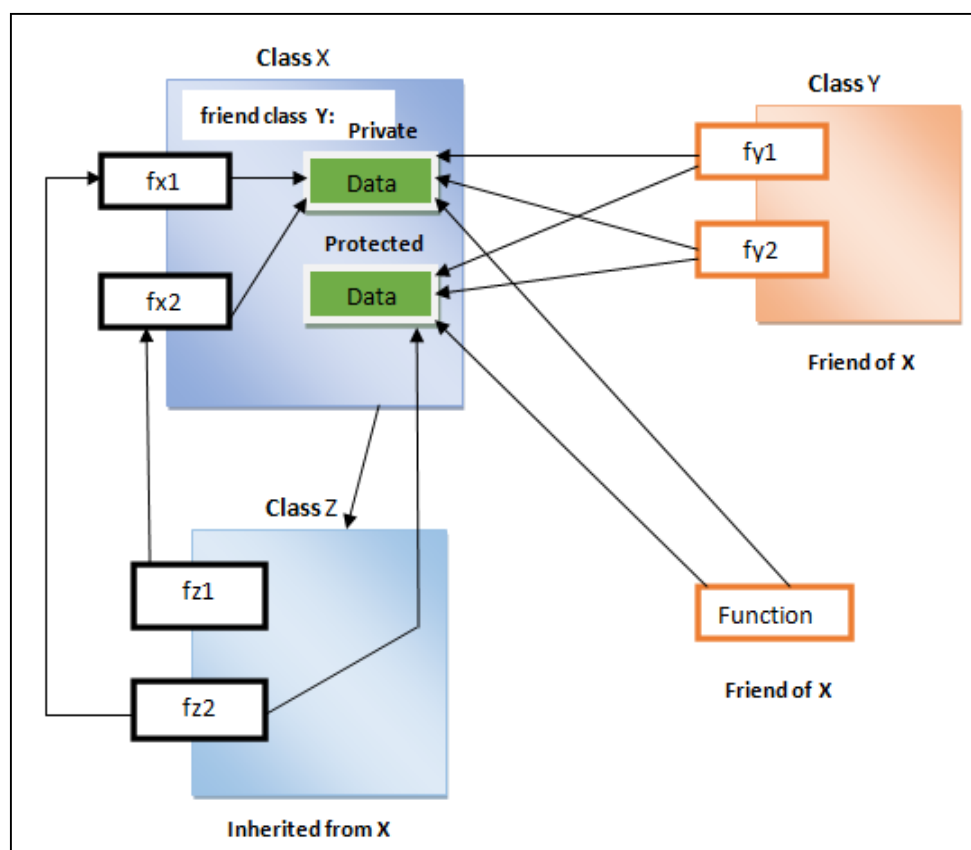 Class X
Class Y
friend class Y:
Private
fx1
Data
fy1
Protected
fx2
Data
fy2
Friend of X
Class Z
fz1
Function
fz2
Friend of X
Inherited from X